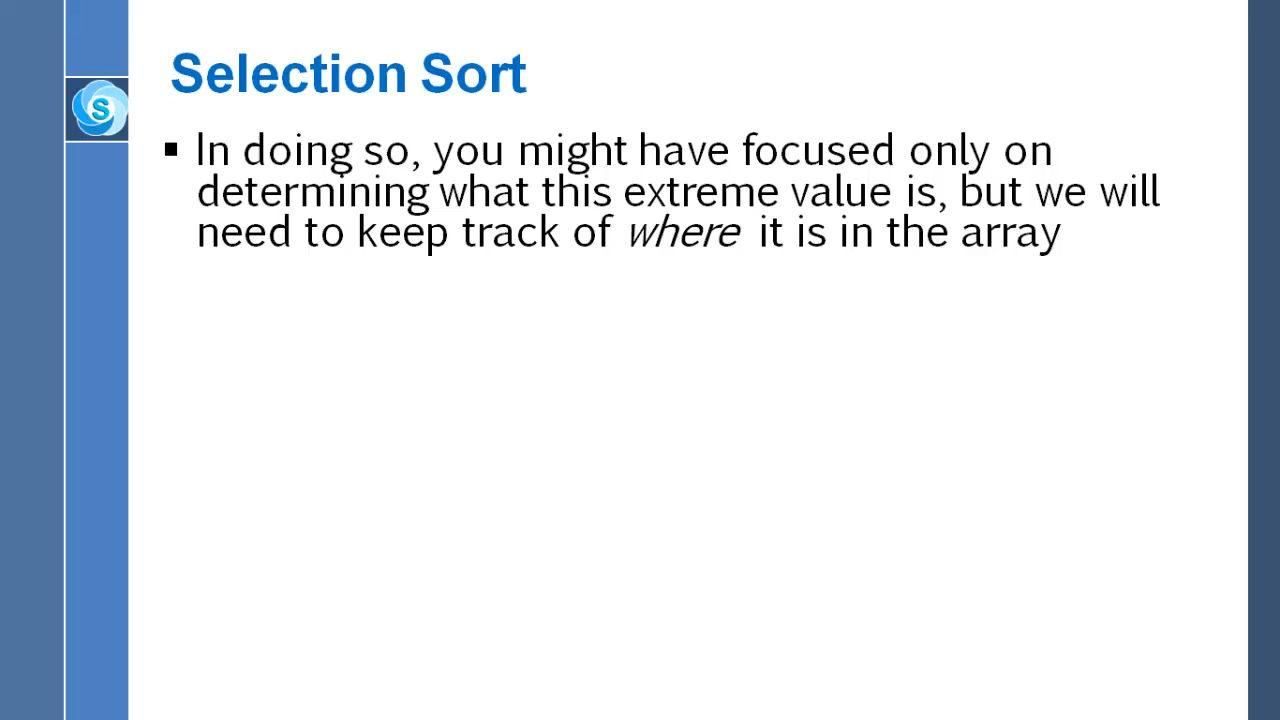 Selection Sort
S
▪ In doing so, you might have focused only on
determining what this extreme value is, but we will
need to keep track of where it is in the array